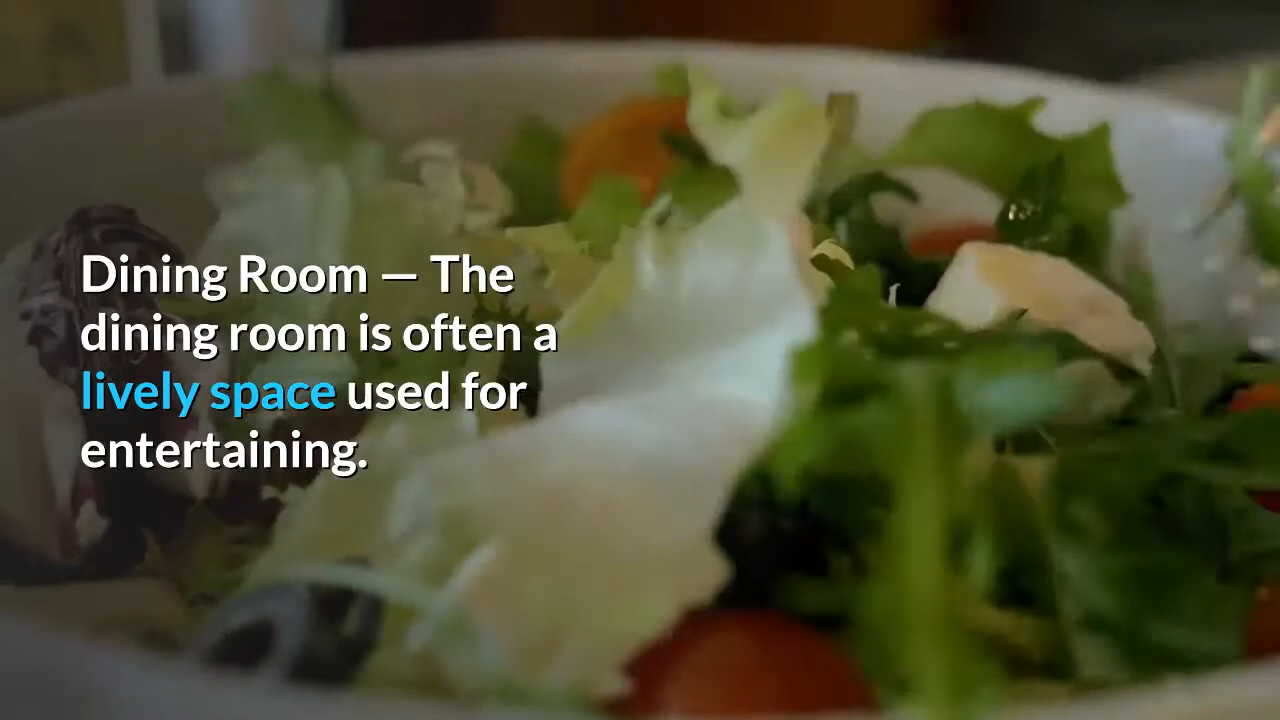 Dining Room — The
dining room is often a
lively space used for
entertaining.